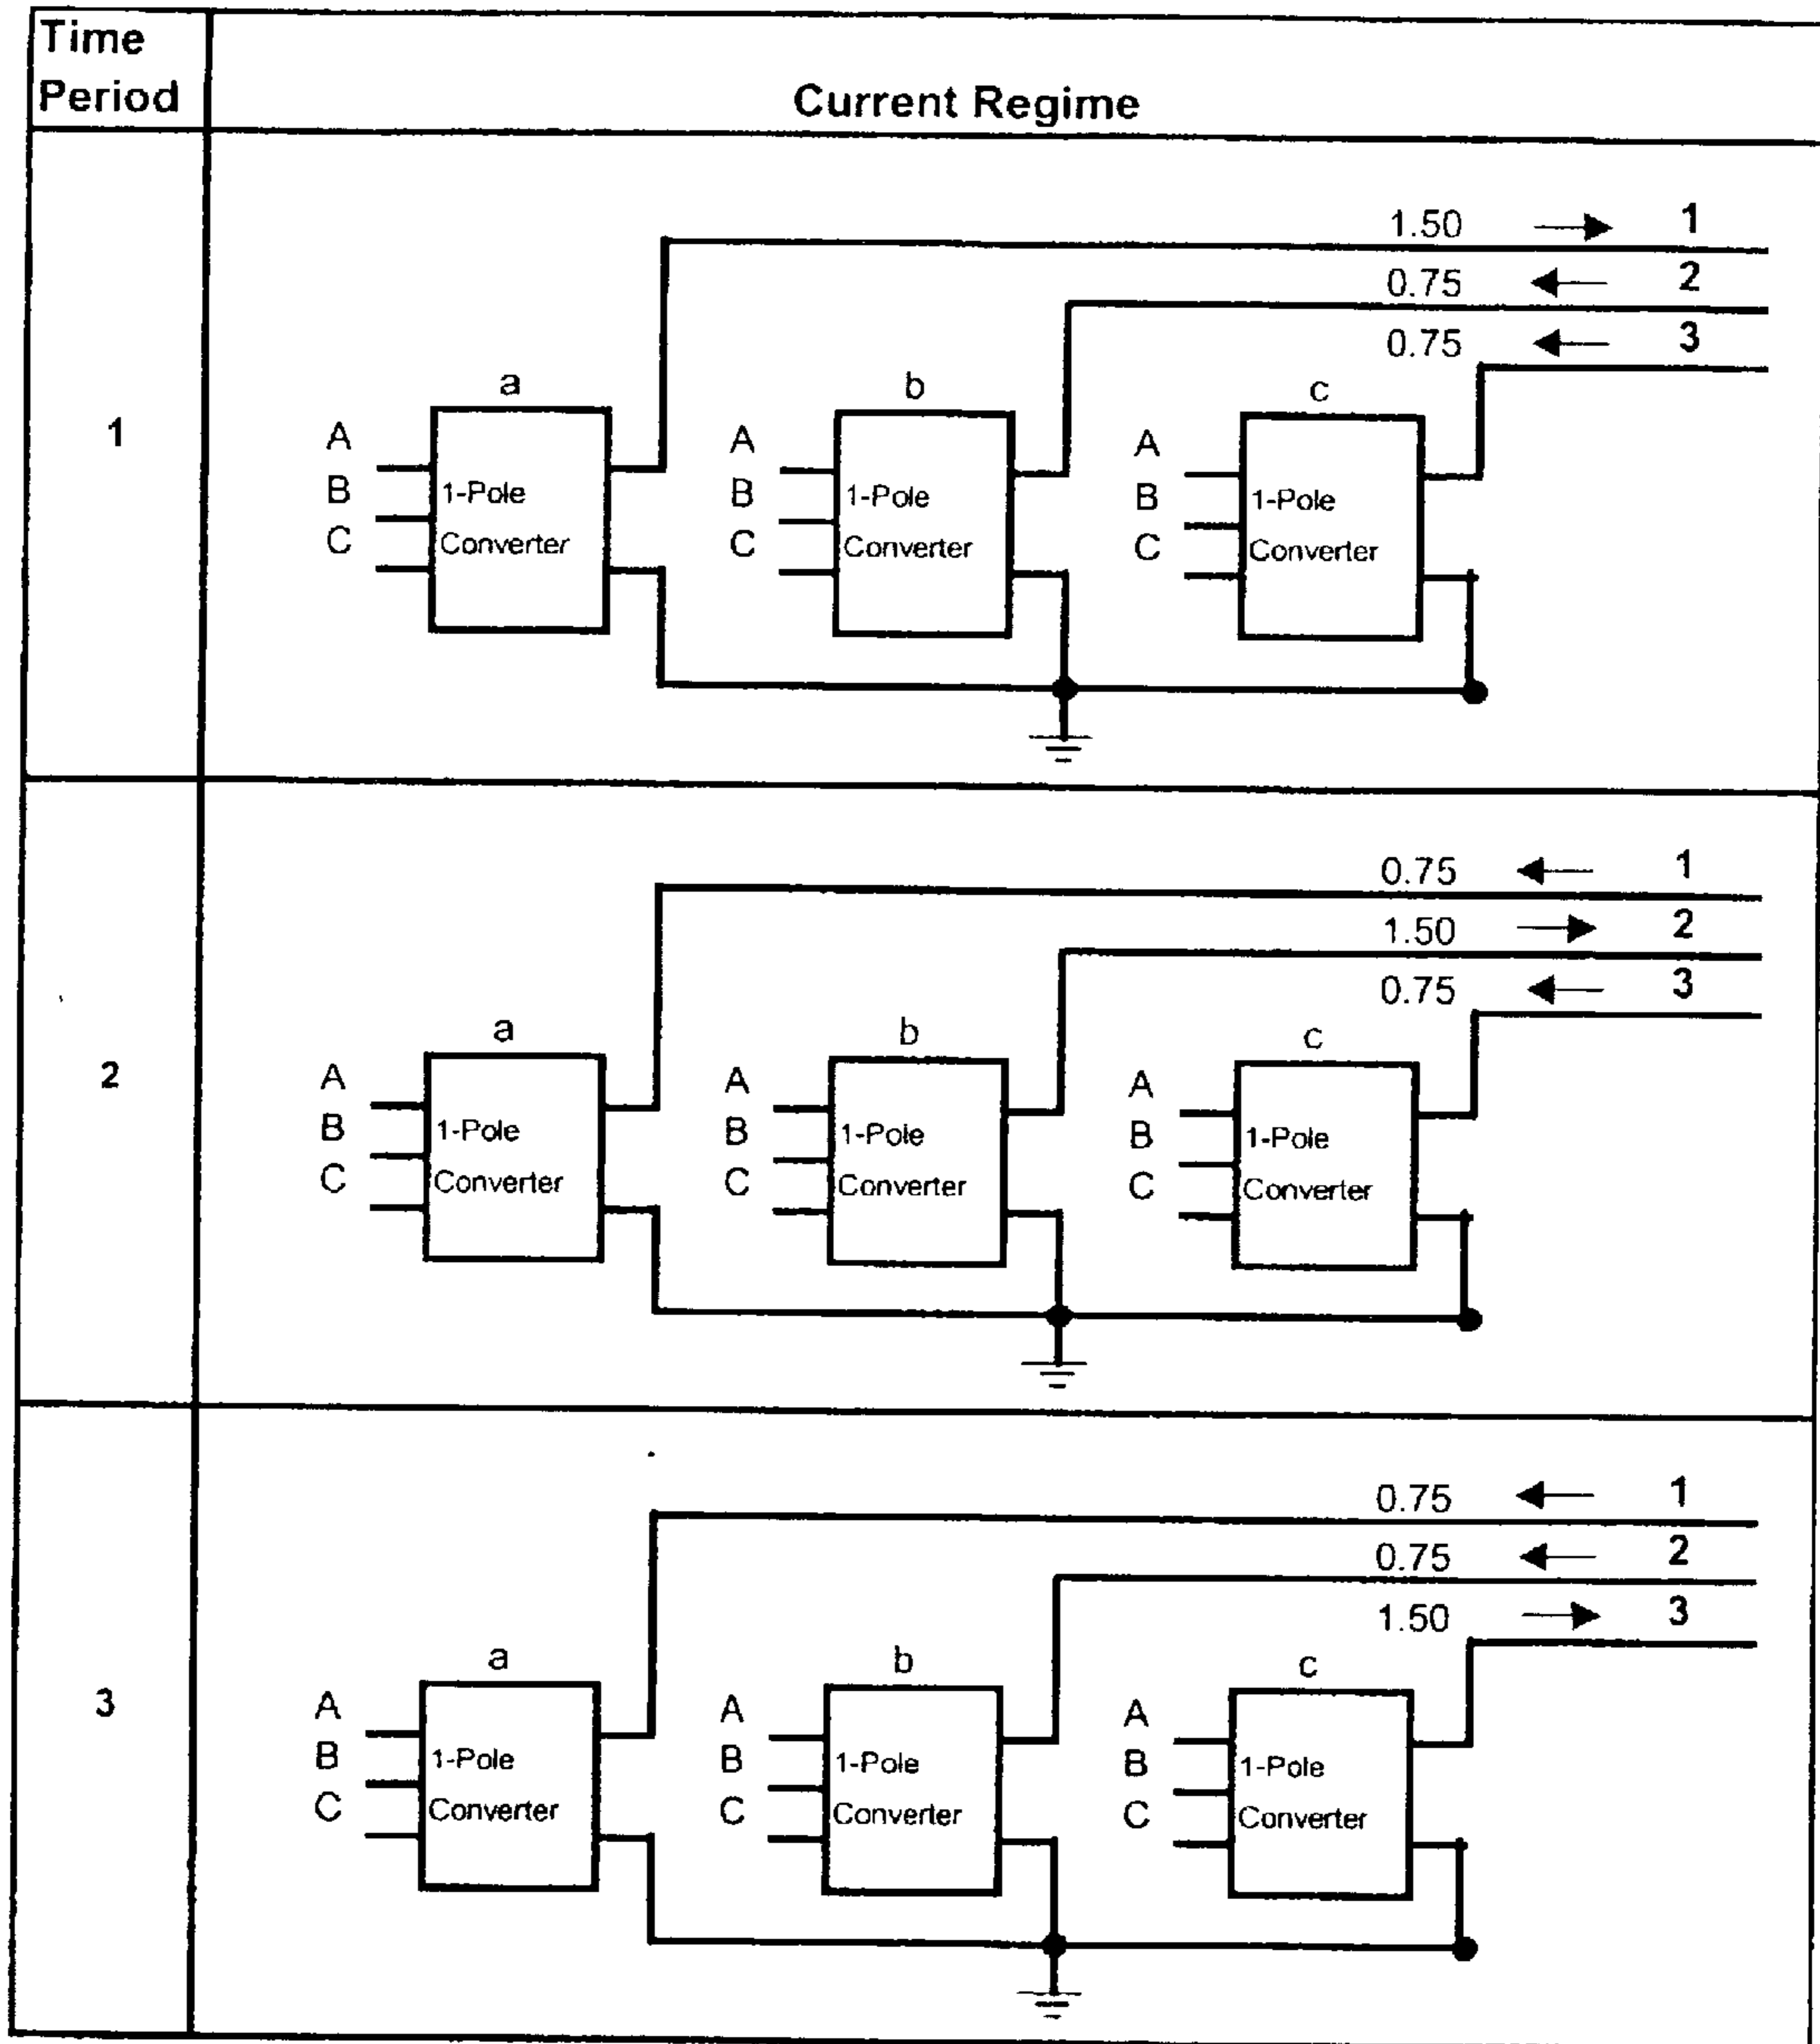 Time
Period
Current Regime
1
1.50 1
0.75 2
0.75 3
a
b
c
A
B
C
1-Pole
Converter
A
B
C
1-Pole
Converter
A
B
C
1-Pole
Converter
2
0.75 1
1.50 2
0.75 3
a
b
c
A
B
C
1-Pole
Converter
A
B
C
1-Pole
Converter
A
B
C
1-Pole
Converter
3
0.75 1
0.75 2
1.50 3
a
b
c
A
B
C
1-Pole
Converter
A
B
C
1-Pole
Converter
A
B
C
1-Pole
Converter